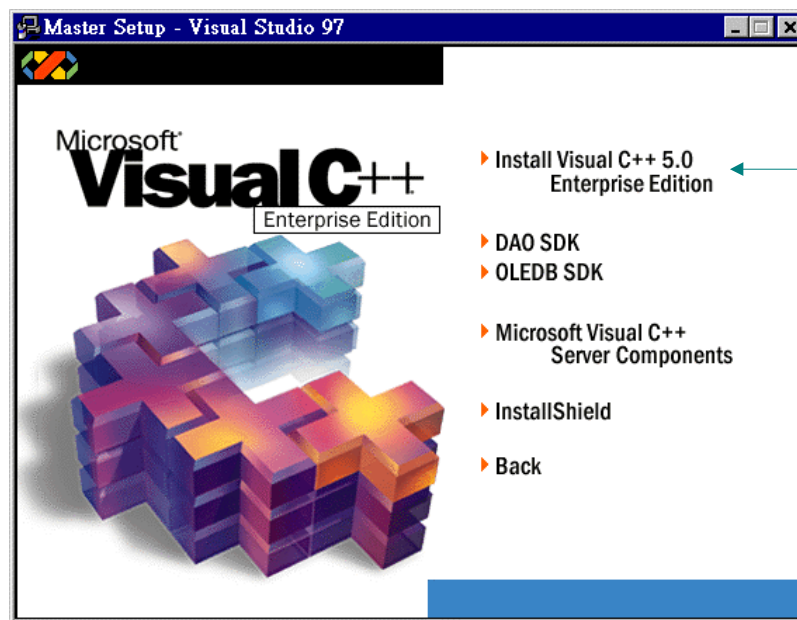 Master Setup - Visual Studio 97
Microsoft®
Visual C++
Enterprise Edition
Install Visual C++ 5.0
Enterprise Edition
DAO SDK
OLEDB SDK
Microsoft Visual C++
Server Components
InstallShield
Back